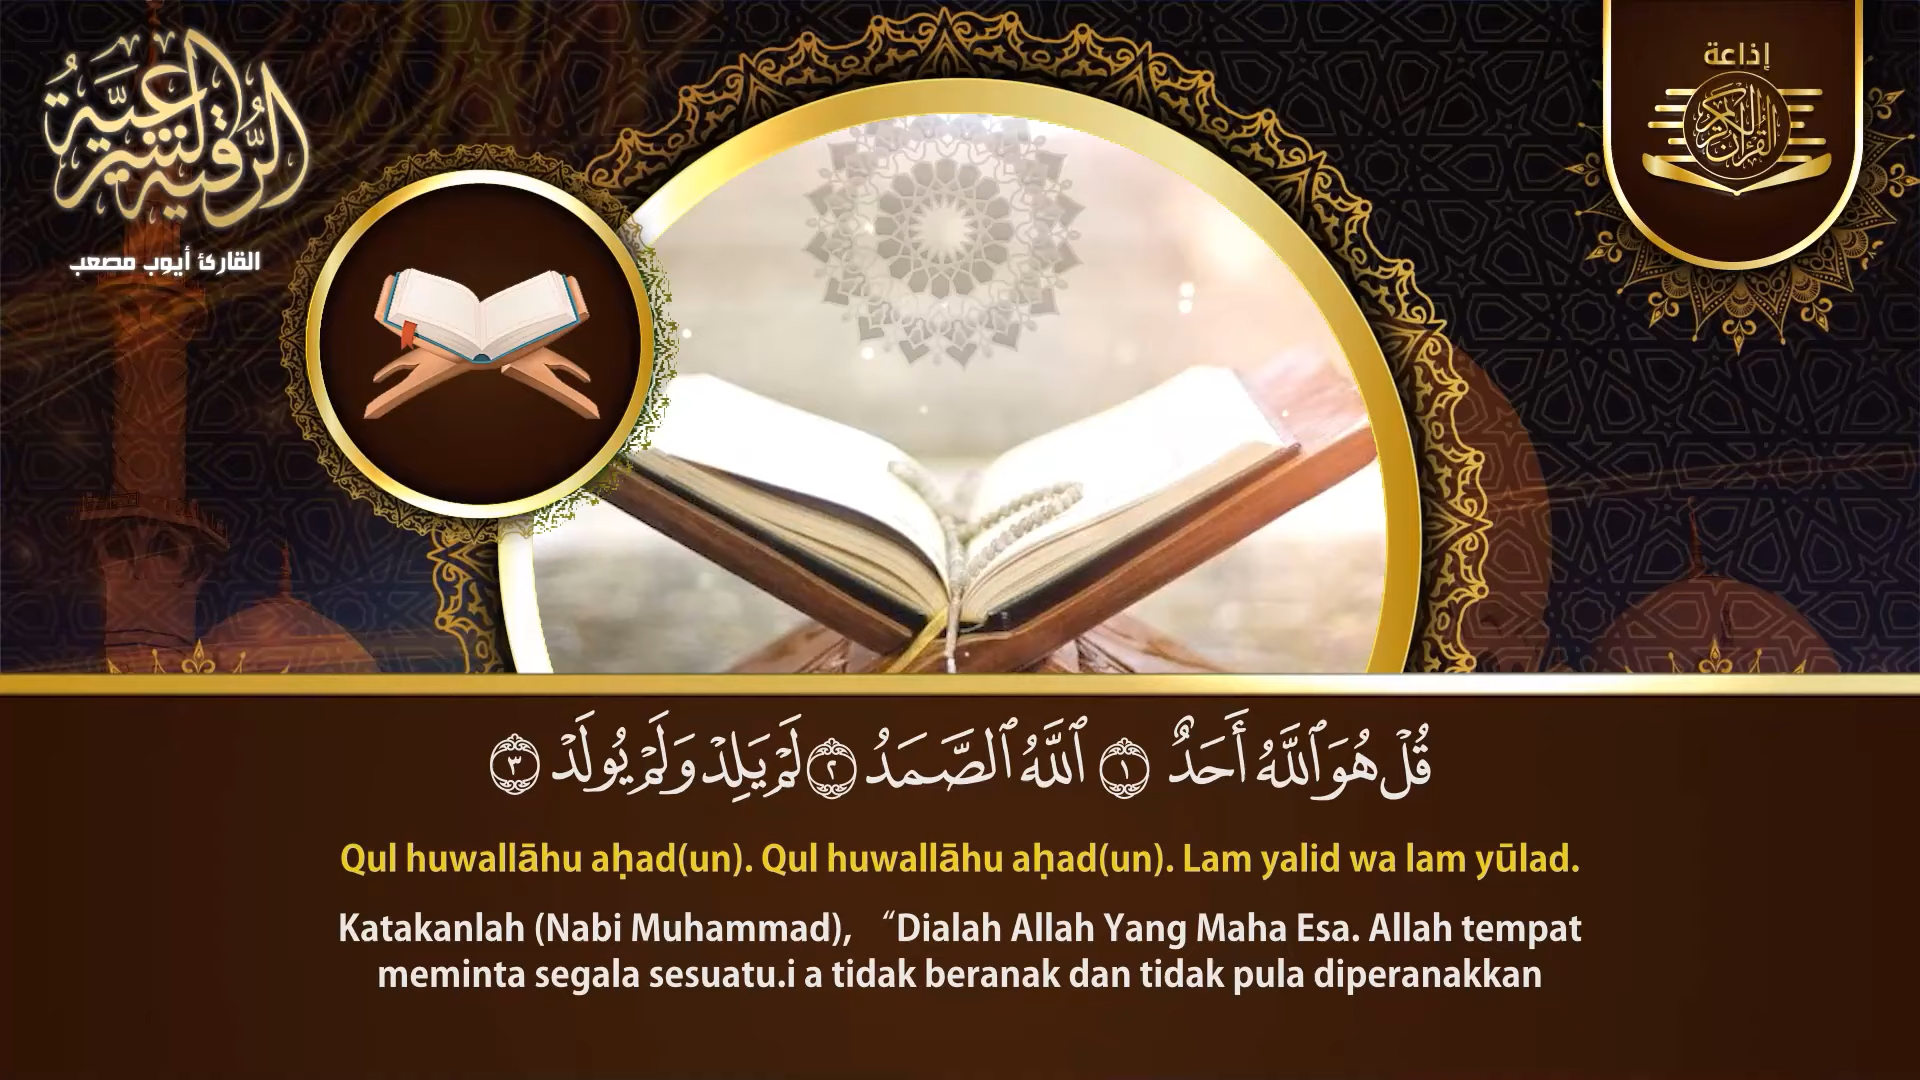 الرقية الشرعية
القارئ أيوب مصعب
إذاعة
القرآن الكريم
قُلْ هُوَ ٱللَّهُ أَحَدٌ ١ ٱللَّهُ ٱلصَّمَدُ ٢ لَمْ يَلِدْ وَلَمْ يُولَدْ ٣
Qul huwallāhu aḥad(un). Qul huwallāhu aḥad(un). Lam yalid wa lam yūlad.
Katakanlah (Nabi Muhammad), “Dialah Allah Yang Maha Esa. Allah tempat
meminta segala sesuatu.i a tidak beranak dan tidak pula diperanakkan